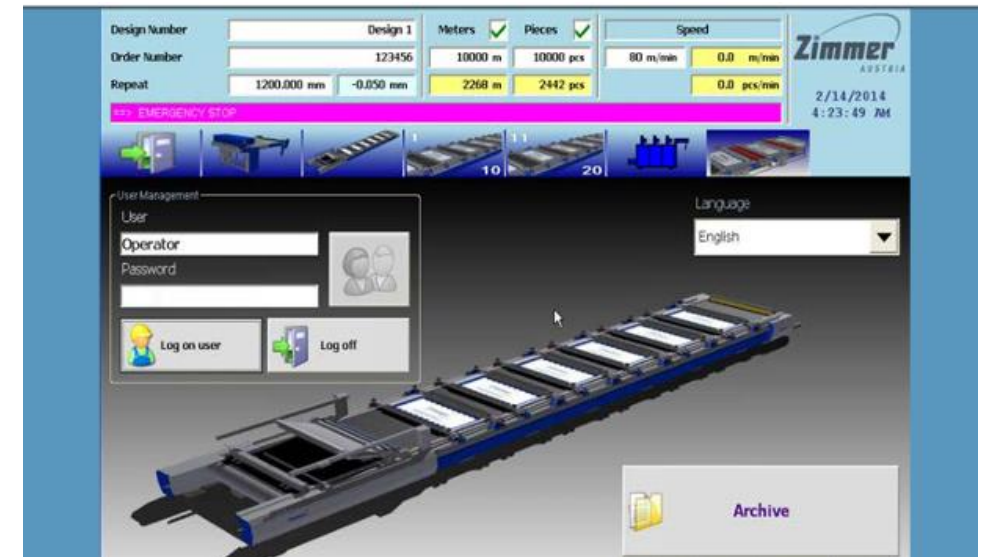 Design Number Design 1 Meters Pieces Speed
Order Number 123456 10000 m 10000 pcs 80 m/min 0.0 m/min
Repeat 1200.000 mm -0.050 mm 2268 m 2442 pcs 0.0 pcs/min
Zimmer
AUSTRIA
2/14/2014
4:23:49 AM
==> EMERGENCY STOP
1 10 11 20
User Management
User
Operator
Password
Log on user Log off
Language
English
Archive